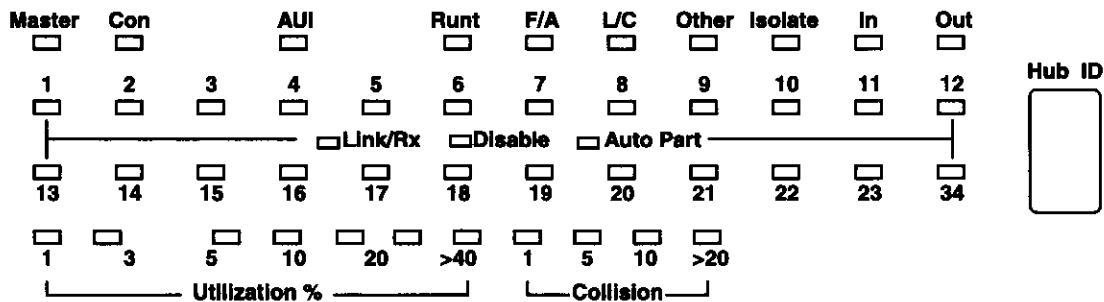 Master Con AUI Runt F/A L/C Other Isolate In Out
1 2 3 4 5 6 7 8 9 10 11 12
Hub ID
Link/Rx Disable Auto Part
13 14 15 16 17 18 19 20 21 22 23 34
1 3 5 10 20 >40 1 5 10 >20
Utilization % Collision